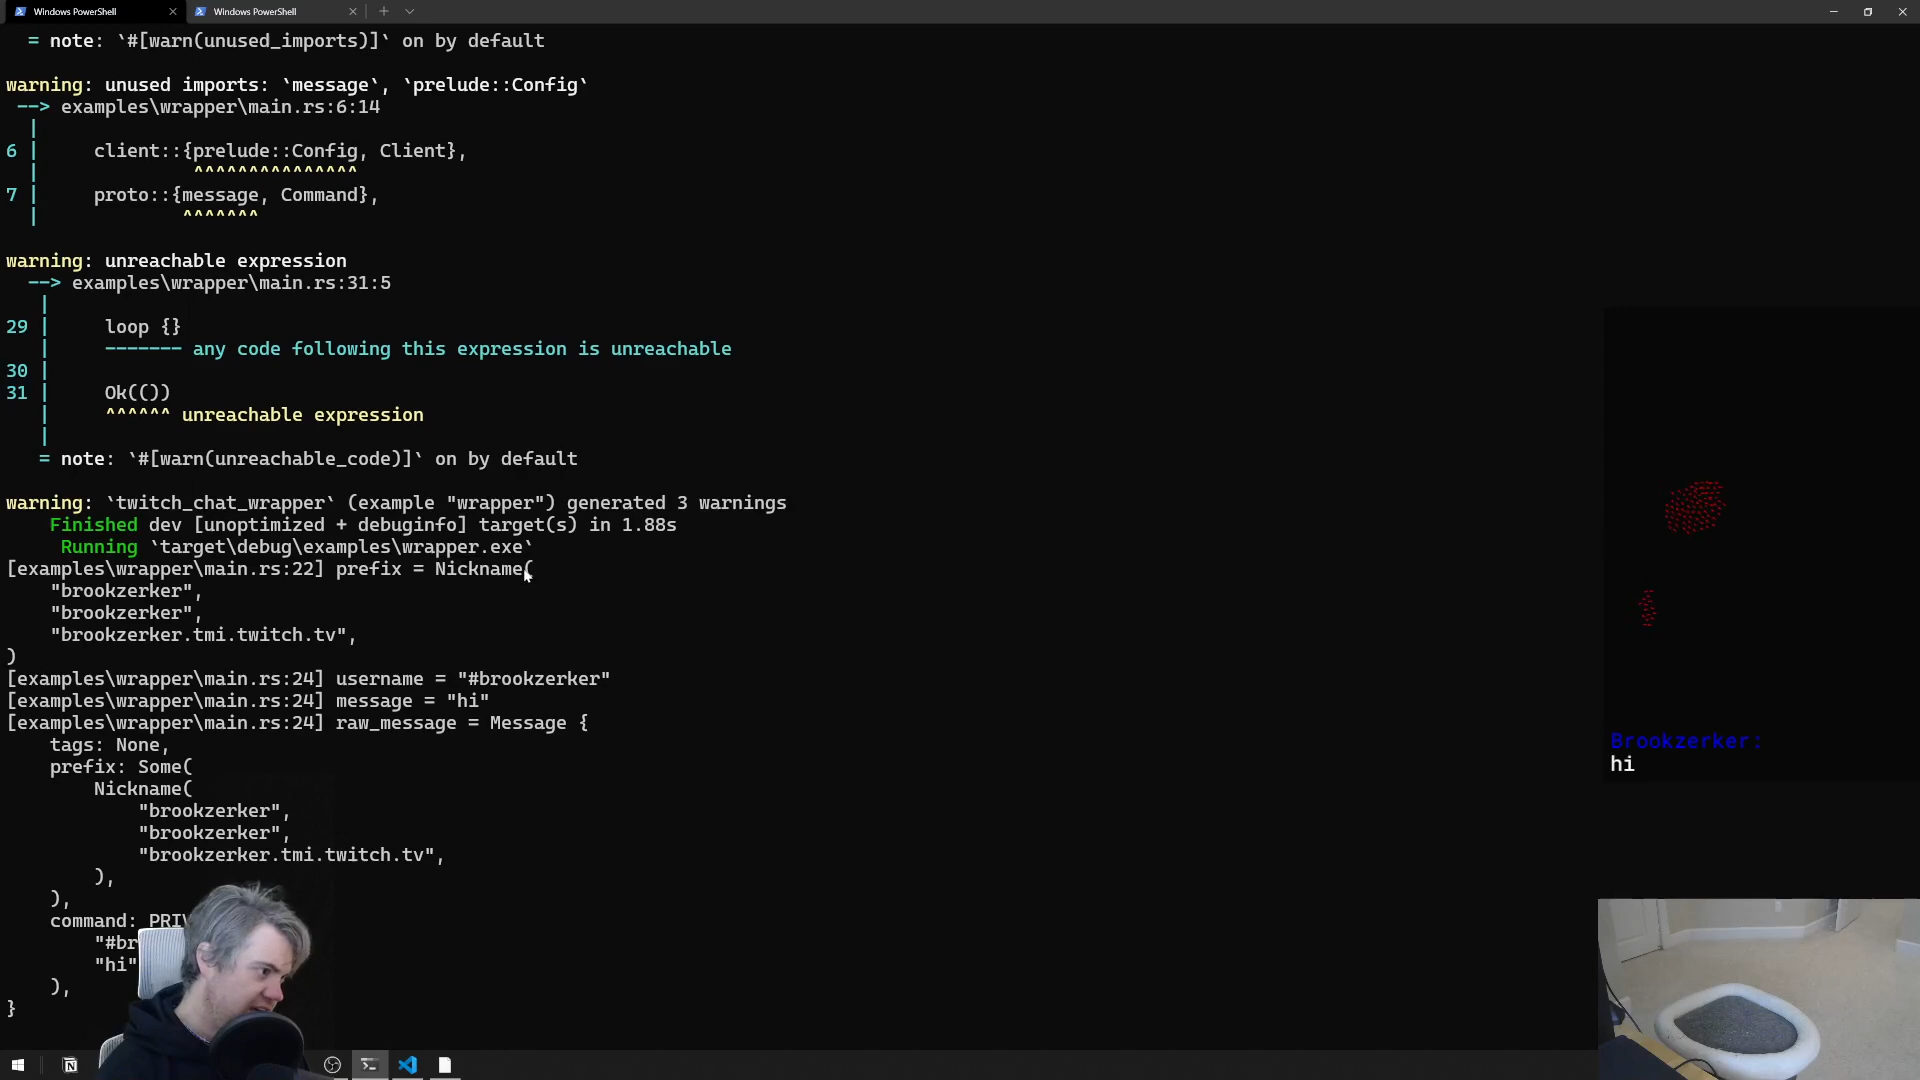 Windows PowerShell
Windows PowerShell
= note: `#[warn(unused_imports)]` on by default
warning: unused imports: `message`, `prelude::Config`
--> examples\wrapper\main.rs:6:14
|
6 | client::{prelude::Config, Client},
| ^^^^^^^^^^^^^^^
7 | proto::{message, Command},
| ^^^^^^^
warning: unreachable expression
--> examples\wrapper\main.rs:31:5
|
29 | loop {}
| ------- any code following this expression is unreachable
30 |
31 | Ok(())
| ^^^^^^ unreachable expression
|
= note: `#[warn(unreachable_code)]` on by default
warning: `twitch_chat_wrapper` (example "wrapper") generated 3 warnings
Finished dev [unoptimized + debuginfo] target(s) in 1.88s
Running `target\debug\examples\wrapper.exe`
[examples\wrapper\main.rs:22] prefix = Nickname(
"brookzerker",
"brookzerker",
"brookzerker.tmi.twitch.tv",
)
[examples\wrapper\main.rs:24] username = "#brookzerker"
[examples\wrapper\main.rs:24] message = "hi"
[examples\wrapper\main.rs:24] raw_message = Message {
tags: None,
prefix: Some(
Nickname(
"brookzerker",
"brookzerker",
"brookzerker.tmi.twitch.tv",
),
),
command: PRIV
"#br
"hi"
),
}
Brookzerker:
hi